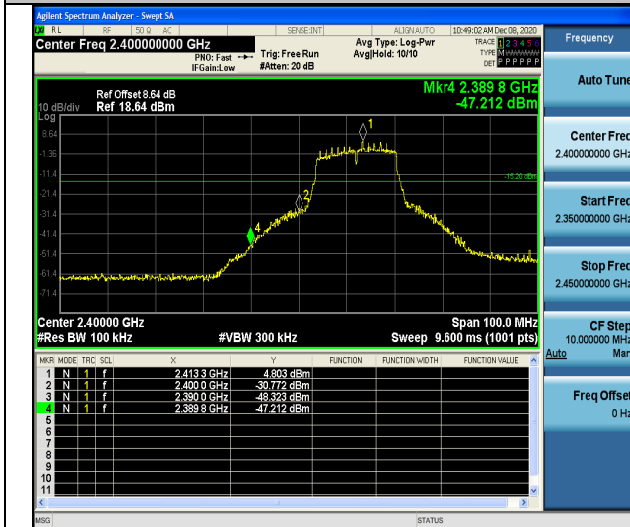 Agilent Spectrum Analyzer - Swept SA
RL RF 50 Ω AC SENSE:INT ALIGN AUTO 10:49:02 AM Dec 08, 2020
Center Freq 2.400000000 GHz
PNO: Fast
IFGain:Low
Trig: Free Run
#Atten: 20 dB
Avg Type: Log-Pwr
Avg|Hold: 10/10
TRACE 1 2 3 4 5 6
TYPE M W W W W W
DET P P P P P P
Ref Offset 8.64 dB
Ref 18.64 dBm
10 dB/div
Log
Mkr4 2.389 8 GHz
-47.212 dBm
8.64
-1.36
-11.4
-21.4
-31.4
-41.4
-51.4
-61.4
-71.4
1
2
4
-15.20 dBm
Center 2.40000 GHz
Span 100.0 MHz
#Res BW 100 kHz
#VBW 300 kHz
Sweep 9.600 ms (1001 pts)
MKR MODE TRC SCL X Y FUNCTION FUNCTION WIDTH FUNCTION VALUE
1 N 1 f 2.413 3 GHz 4.803 dBm
2 N 1 f 2.400 0 GHz -30.772 dBm
3 N 1 f 2.390 0 GHz -48.323 dBm
4 N 1 f 2.389 8 GHz -47.212 dBm
5
6
7
8
9
10
11
MSG
STATUS
Frequency
Auto Tune
Center Freq
2.400000000 GHz
Start Freq
2.350000000 GHz
Stop Freq
2.450000000 GHz
CF Step
10.000000 MHz
Auto Man
Freq Offset
0 Hz